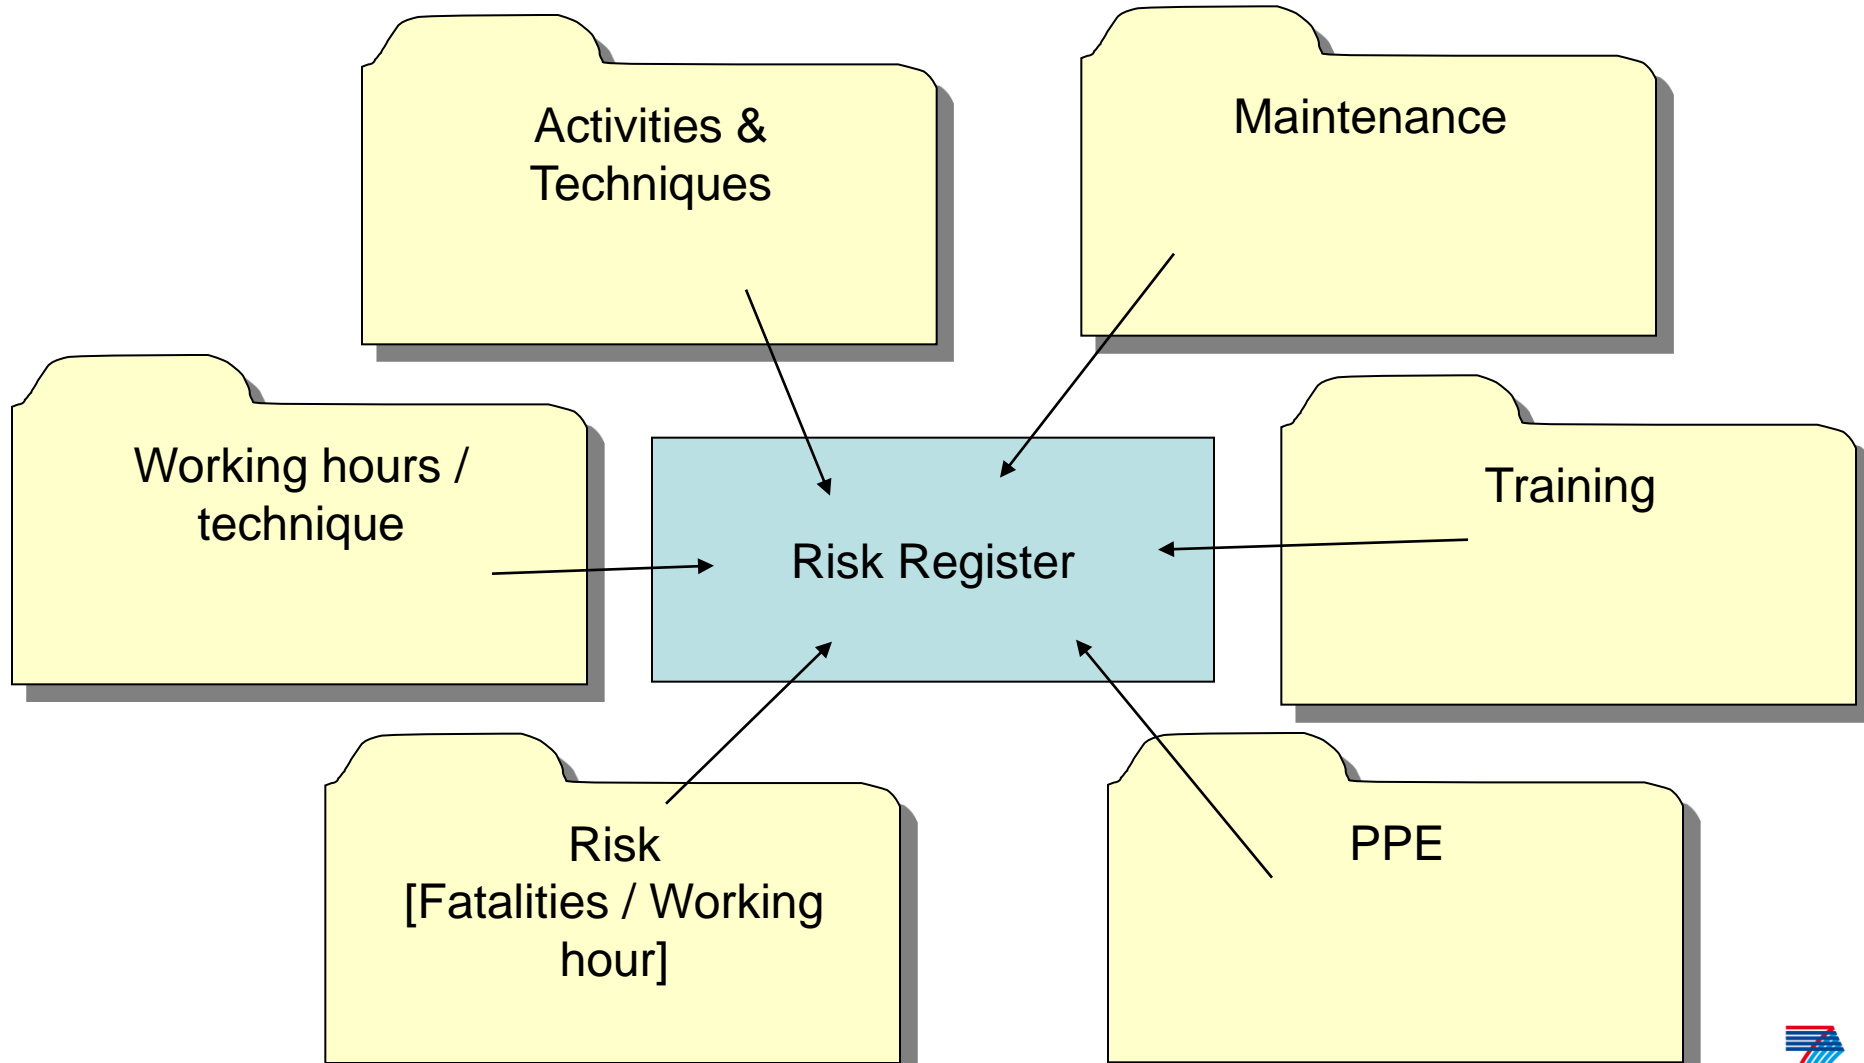 Activities &
Techniques
Maintenance
Working hours /
technique
Training
Risk Register
Risk
[Fatalities / Working
hour]
PPE